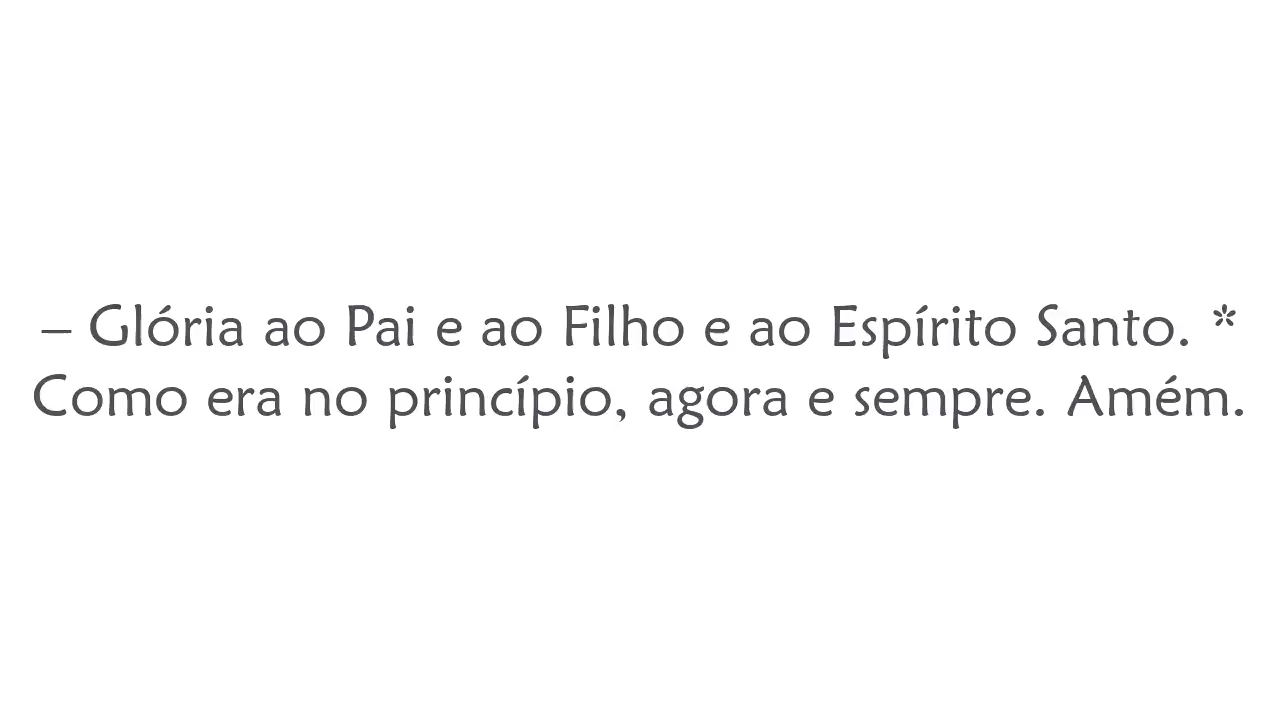 – Glória ao Pai e ao Filho e ao Espírito Santo. *
Como era no princípio, agora e sempre. Amém.